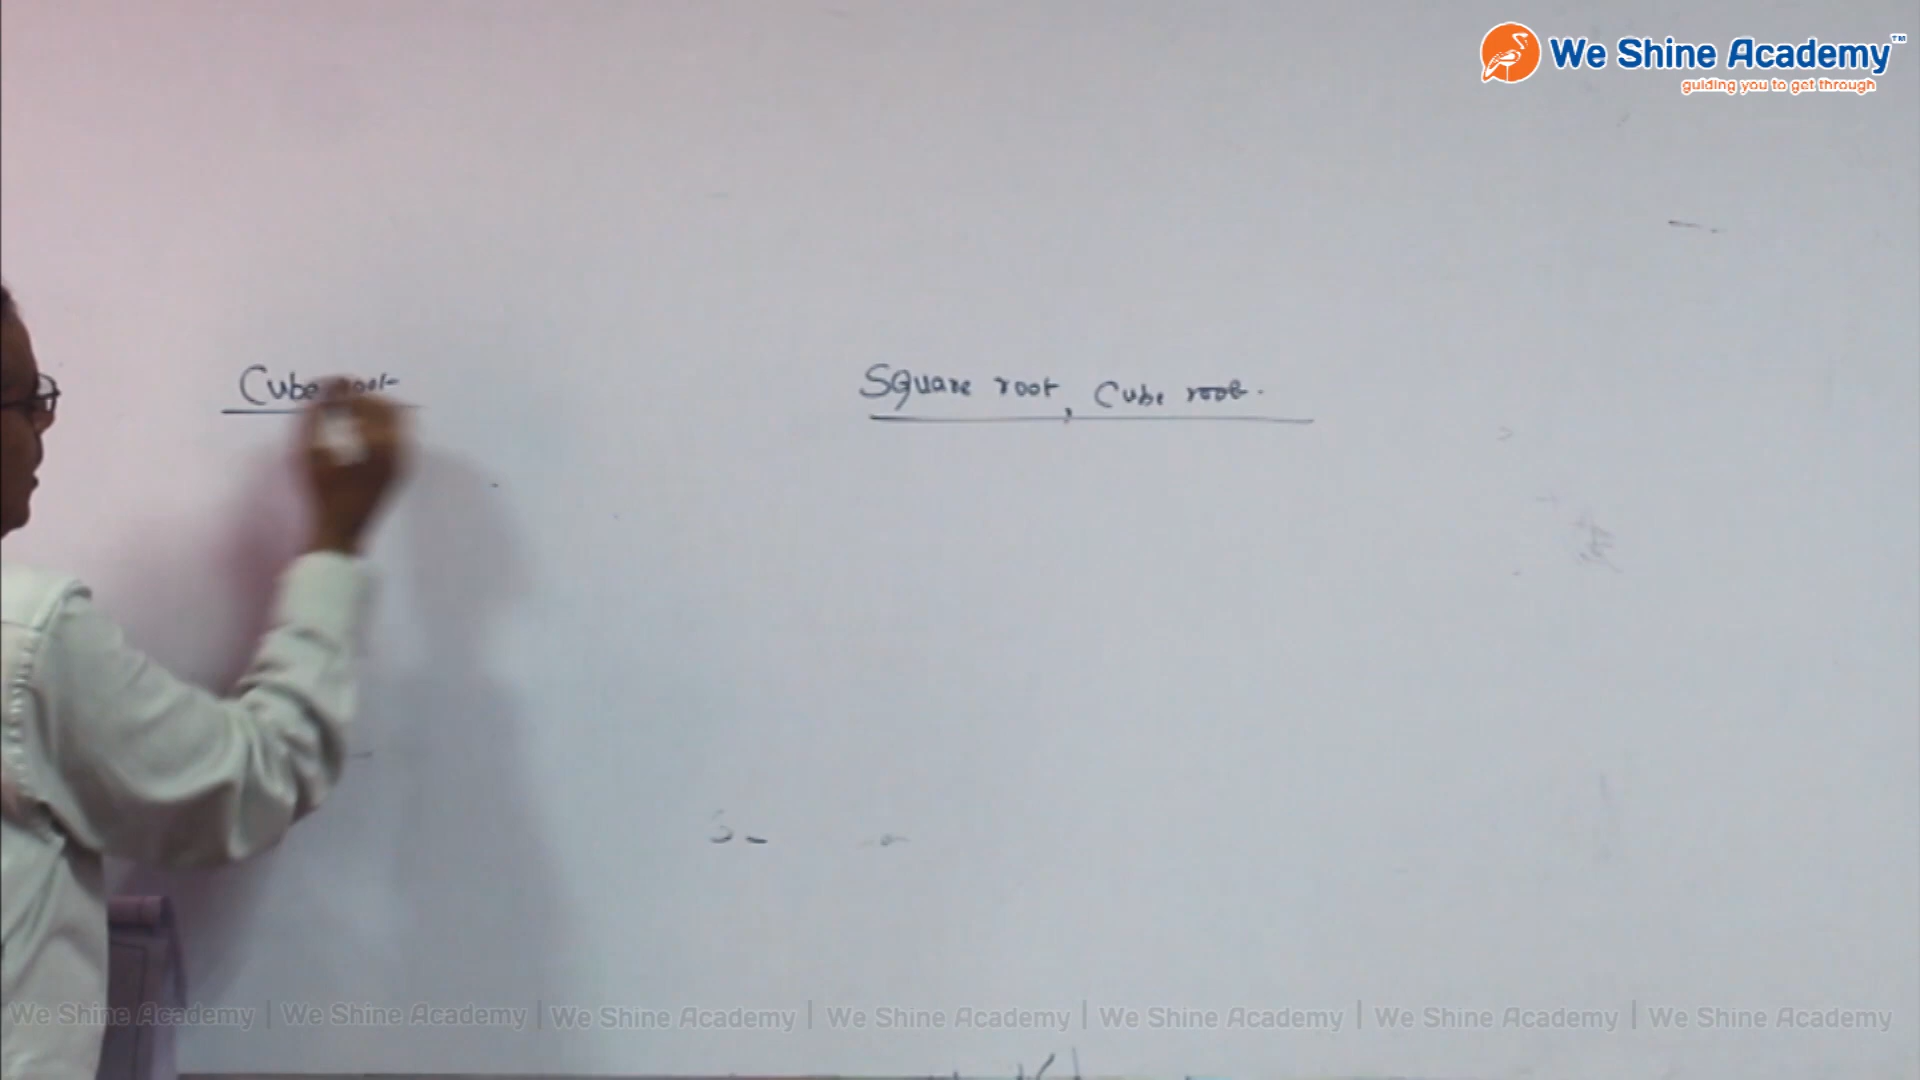 We Shine Academy™
guiding you to get through
Cube root
Square root, Cube root.
We Shine Academy | We Shine Academy | We Shine Academy | We Shine Academy | We Shine Academy | We Shine Academy | We Shine Academy